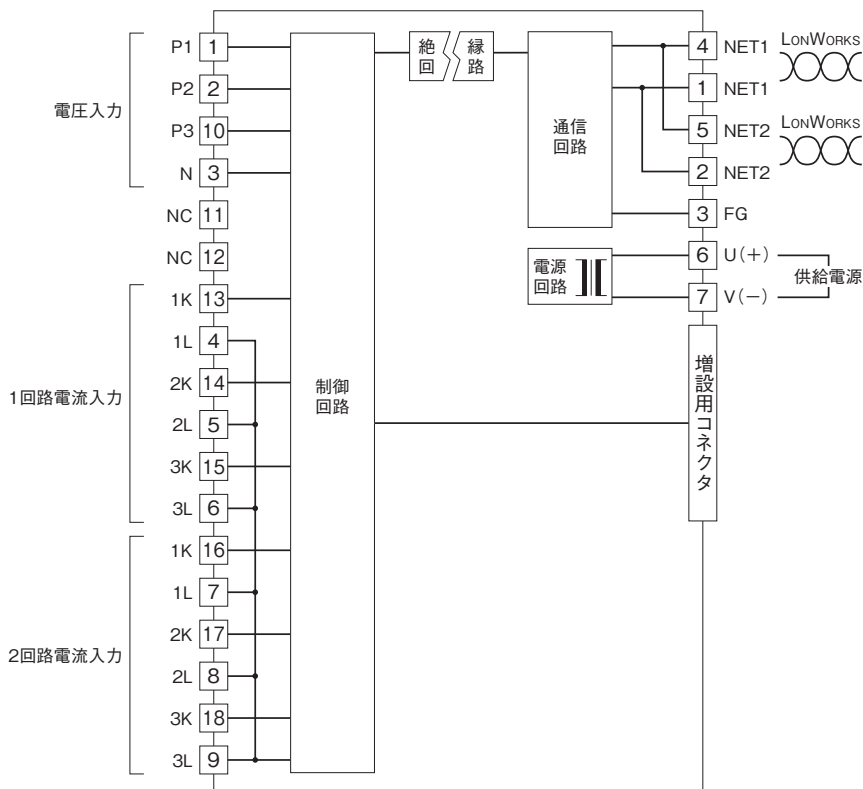 電圧入力
P1 1
P2 2
P3 10
N 3
NC 11
NC 12
1回路電流入力
1K 13
1L 4
2K 14
2L 5
3K 15
3L 6
2回路電流入力
1K 16
1L 7
2K 17
2L 8
3K 18
3L 9
制御
回路
絶縁
回路
通信
回路
4 NET1
1 NET1
5 NET2
2 NET2
3 FG
LONWORKS
LONWORKS
電源
回路
6 U(+)
7 V(−)
供給電源
増設用コネクタ